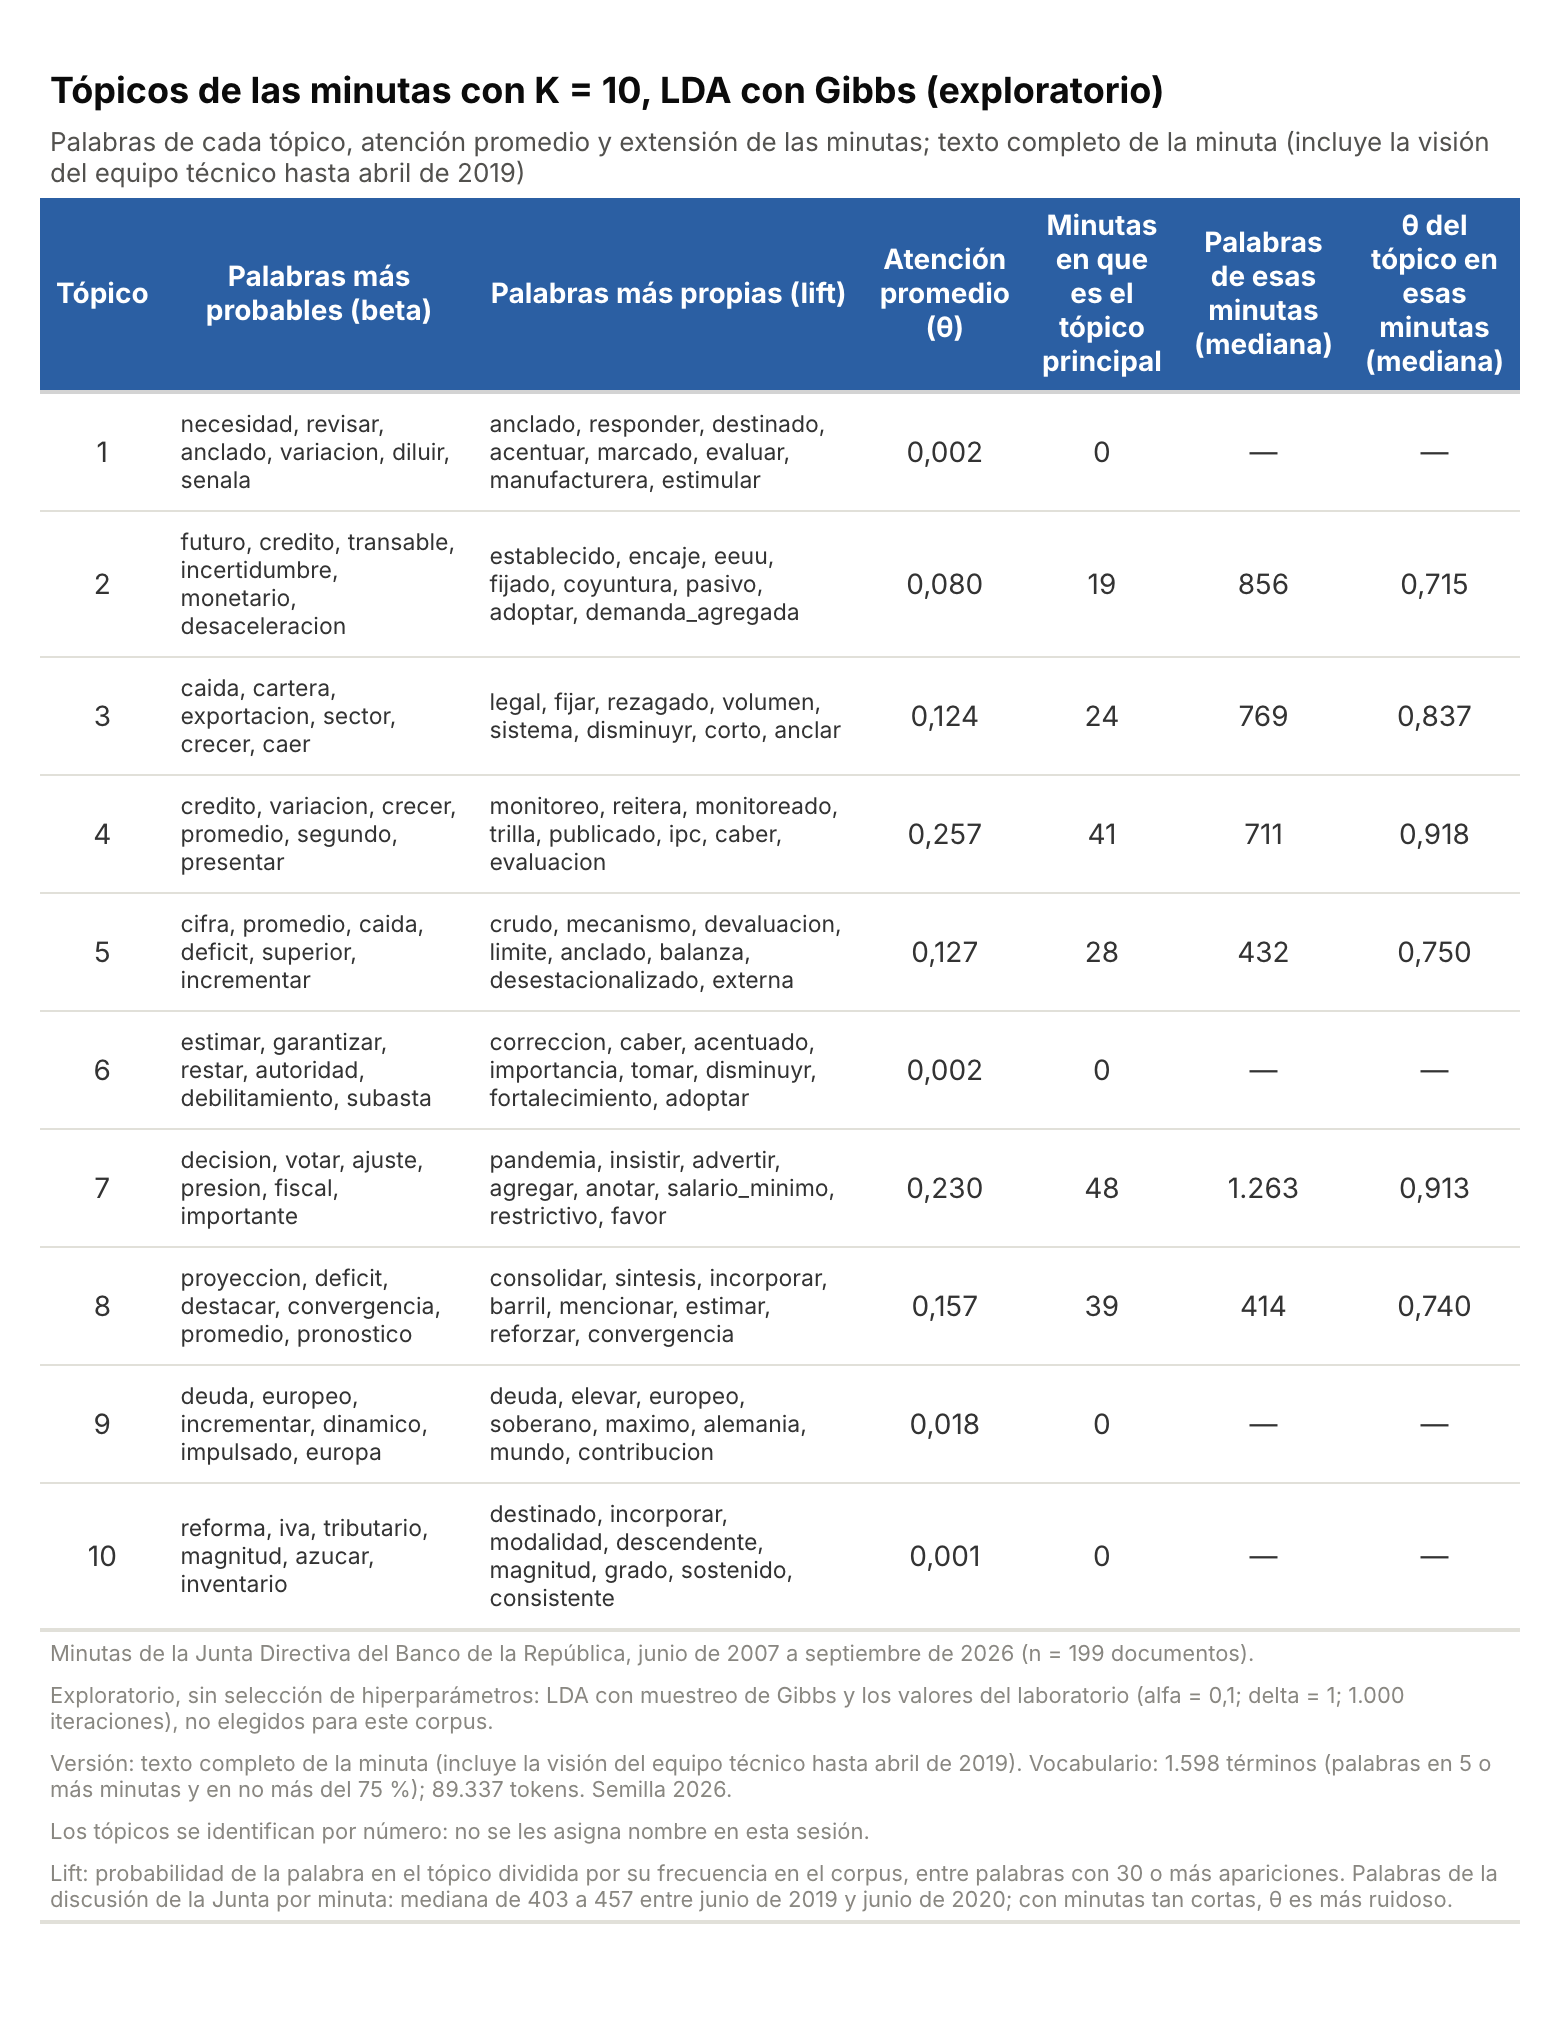 Tópicos de las minutas con K = 10, LDA con Gibbs (exploratorio)
Palabras de cada tópico, atención promedio y extensión de las minutas; texto completo de la minuta (incluye la visión
del equipo técnico hasta abril de 2019)
Tópico
Palabras más
probables (beta)
Palabras más propias (lift)
Atención
promedio
(θ)
Minutas
en que
es el
tópico
principal
Palabras
de esas
minutas
(mediana)
θ del
tópico en
esas
minutas
(mediana)
1
necesidad, revisar,
anclado, variacion, diluir,
senala
anclado, responder, destinado,
acentuar, marcado, evaluar,
manufacturera, estimular
0,002
0
—
—
2
futuro, credito, transable,
incertidumbre,
monetario,
desaceleracion
establecido, encaje, eeuu,
fijado, coyuntura, pasivo,
adoptar, demanda_agregada
0,080
19
856
0,715
3
caida, cartera,
exportacion, sector,
crecer, caer
legal, fijar, rezagado, volumen,
sistema, disminuyr, corto, anclar
0,124
24
769
0,837
4
credito, variacion, crecer,
promedio, segundo,
presentar
monitoreo, reitera, monitoreado,
trilla, publicado, ipc, caber,
evaluacion
0,257
41
711
0,918
5
cifra, promedio, caida,
deficit, superior,
incrementar
crudo, mecanismo, devaluacion,
limite, anclado, balanza,
desestacionalizado, externa
0,127
28
432
0,750
6
estimar, garantizar,
restar, autoridad,
debilitamiento, subasta
correccion, caber, acentuado,
importancia, tomar, disminuyr,
fortalecimiento, adoptar
0,002
0
—
—
7
decision, votar, ajuste,
presion, fiscal,
importante
pandemia, insistir, advertir,
agregar, anotar, salario_minimo,
restrictivo, favor
0,230
48
1.263
0,913
8
proyeccion, deficit,
destacar, convergencia,
promedio, pronostico
consolidar, sintesis, incorporar,
barril, mencionar, estimar,
reforzar, convergencia
0,157
39
414
0,740
9
deuda, europeo,
incrementar, dinamico,
impulsado, europa
deuda, elevar, europeo,
soberano, maximo, alemania,
mundo, contribucion
0,018
0
—
—
10
reforma, iva, tributario,
magnitud, azucar,
inventario
destinado, incorporar,
modalidad, descendente,
magnitud, grado, sostenido,
consistente
0,001
0
—
—
Minutas de la Junta Directiva del Banco de la República, junio de 2007 a septiembre de 2026 (n = 199 documentos).
Exploratorio, sin selección de hiperparámetros: LDA con muestreo de Gibbs y los valores del laboratorio (alfa = 0,1; delta = 1; 1.000
iteraciones), no elegidos para este corpus.
Versión: texto completo de la minuta (incluye la visión del equipo técnico hasta abril de 2019). Vocabulario: 1.598 términos (palabras en 5 o
más minutas y en no más del 75 %); 89.337 tokens. Semilla 2026.
Los tópicos se identifican por número: no se les asigna nombre en esta sesión.
Lift: probabilidad de la palabra en el tópico dividida por su frecuencia en el corpus, entre palabras con 30 o más apariciones. Palabras de la
discusión de la Junta por minuta: mediana de 403 a 457 entre junio de 2019 y junio de 2020; con minutas tan cortas, θ es más ruidoso.